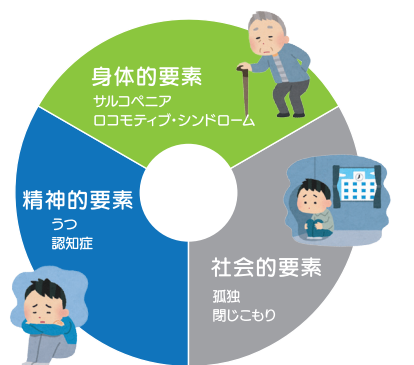 身体的要素
サルコペニア
ロコモティブ・シンドローム
精神的要素
うつ
認知症
社会的要素
孤独
閉じこもり